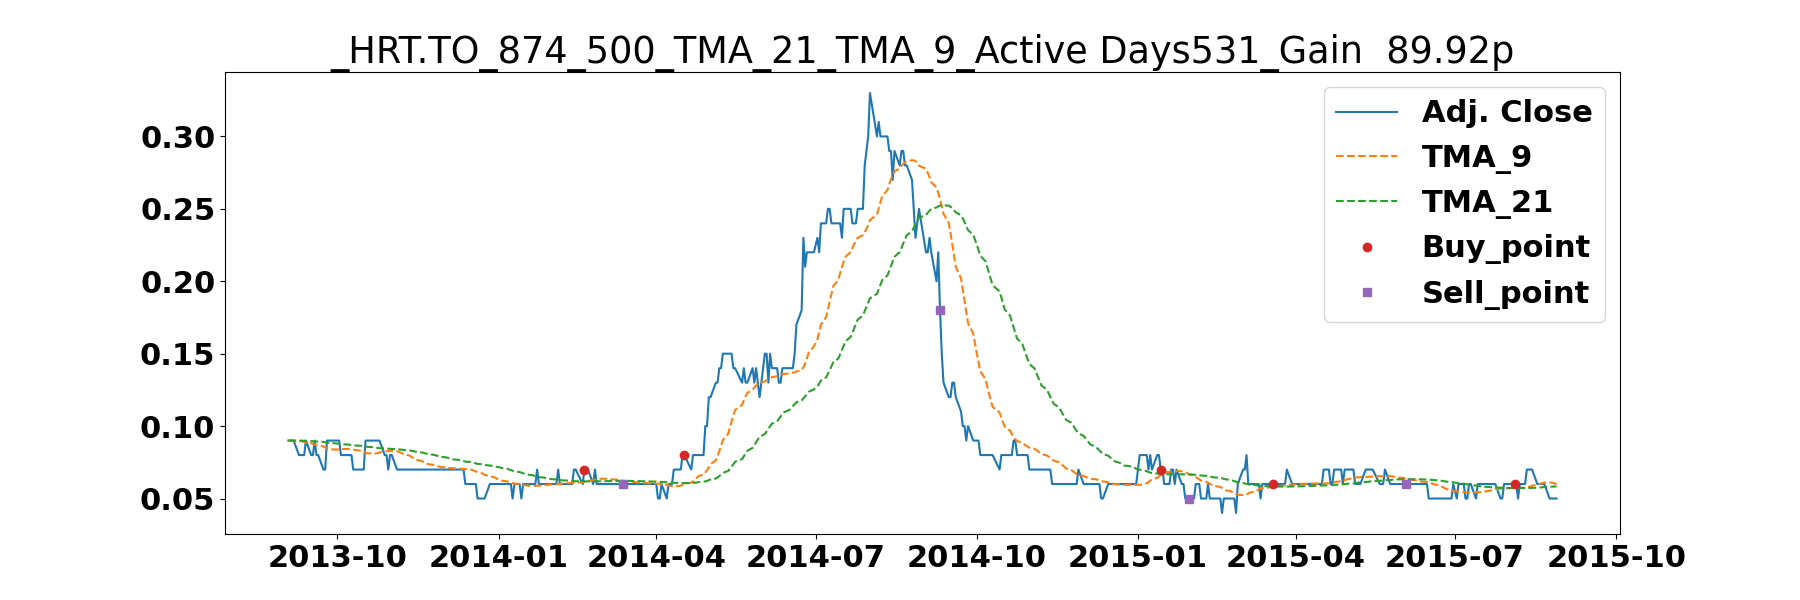 _HRT.TO_874_500_TMA_21_TMA_9_Active Days531_Gain  89.92p
0.30
0.25
0.20
0.15
0.10
0.05
Adj. Close
TMA_9
TMA_21
Buy_point
Sell_point
2013-10 2014-01 2014-04 2014-07 2014-10 2015-01 2015-04 2015-07 2015-10